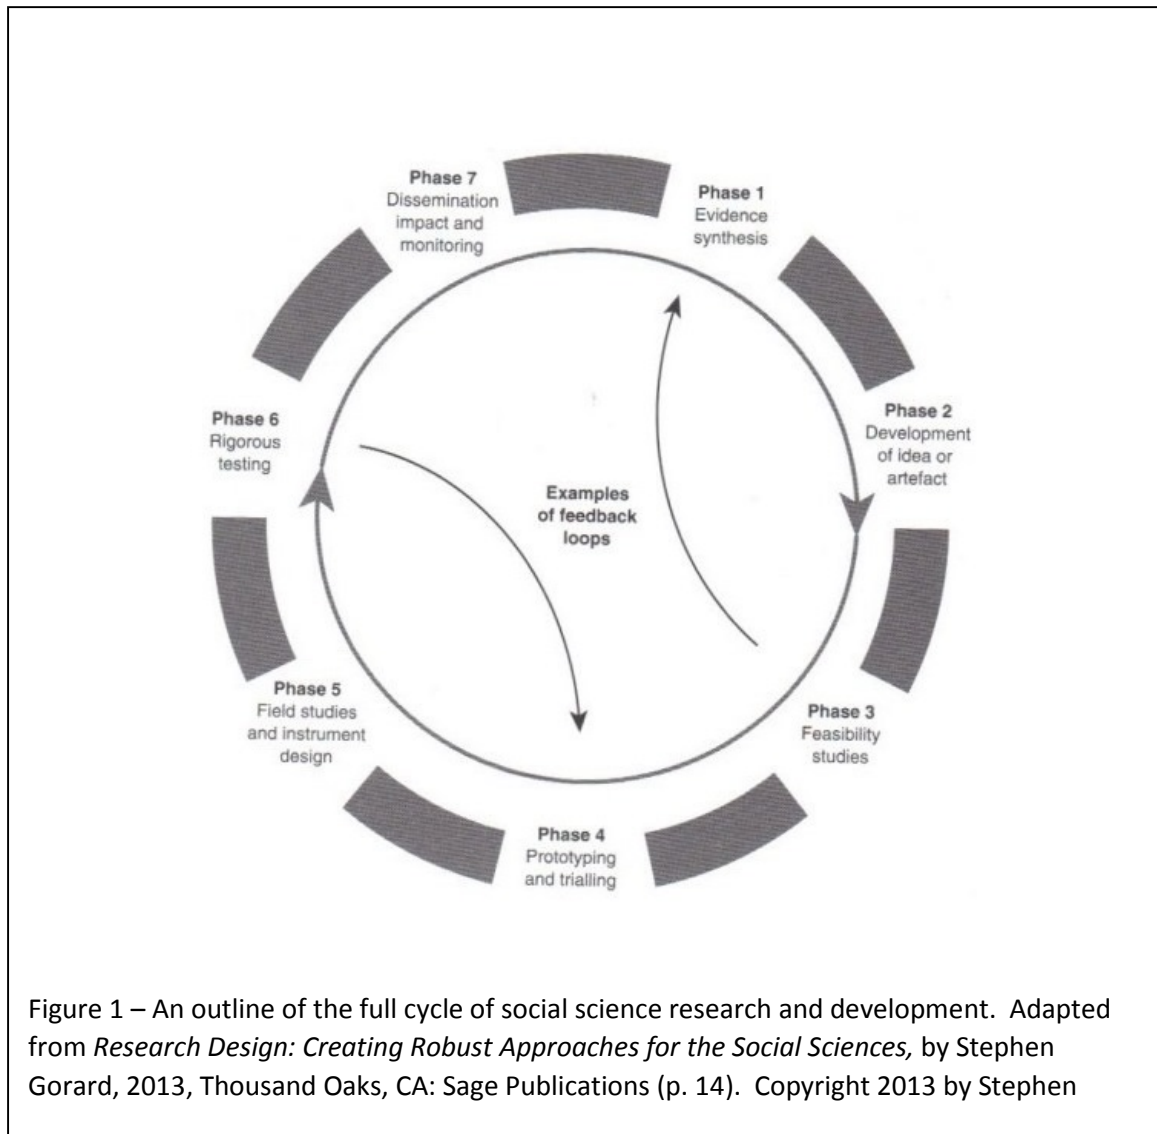 Phase 1
Evidence
synthesis
Phase 2
Development
of idea or
artefact
Phase 3
Feasibility
studies
Phase 4
Prototyping
and trialling
Phase 5
Field studies
and instrument
design
Phase 6
Rigorous
testing
Phase 7
Dissemination
impact and
monitoring
Examples
of feedback
loops
Figure 1 – An outline of the full cycle of social science research and development.  Adapted
from Research Design: Creating Robust Approaches for the Social Sciences, by Stephen
Gorard, 2013, Thousand Oaks, CA: Sage Publications (p. 14).  Copyright 2013 by Stephen